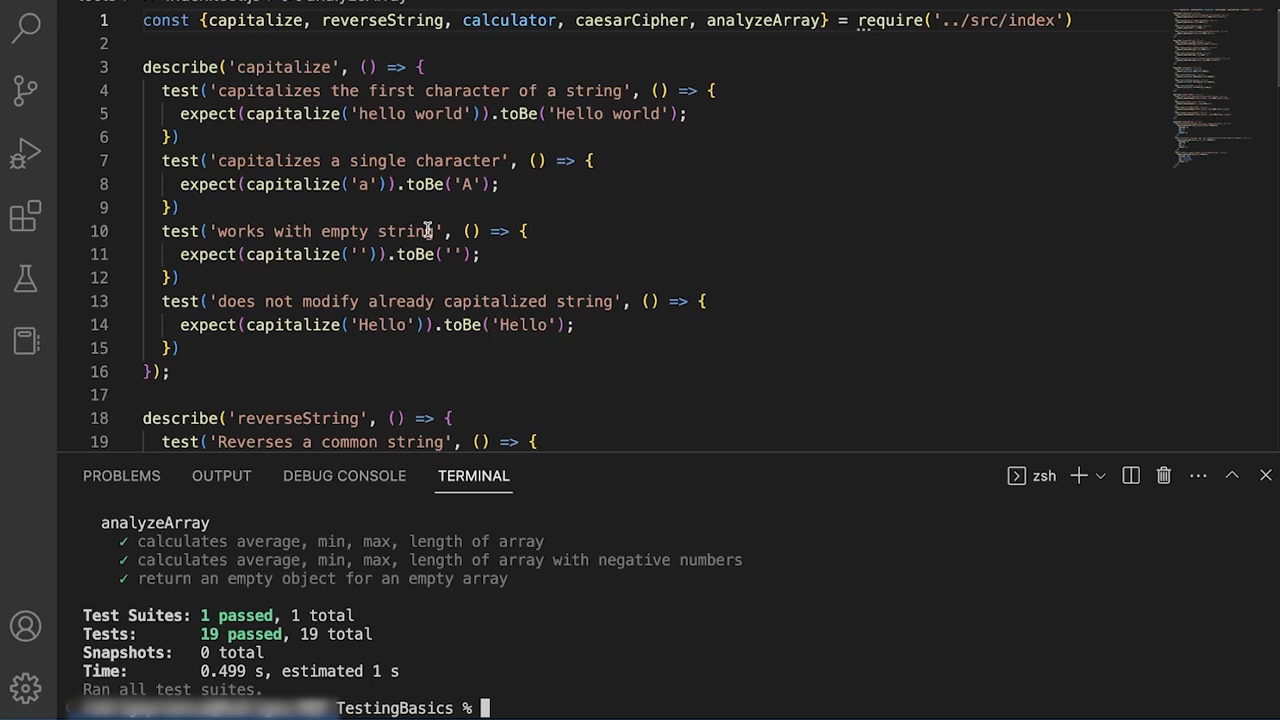 1 const {capitalize, reverseString, calculator, caesarCipher, analyzeArray} = require('../src/index')
2
3 describe('capitalize', () => {
4 test('capitalizes the first character of a string', () => {
5 expect(capitalize('hello world')).toBe('Hello world');
6 })
7 test('capitalizes a single character', () => {
8 expect(capitalize('a')).toBe('A');
9 })
10 test('works with empty string', () => {
11 expect(capitalize('')).toBe('');
12 })
13 test('does not modify already capitalized string', () => {
14 expect(capitalize('Hello')).toBe('Hello');
15 })
16 });
17
18 describe('reverseString', () => {
19 test('Reverses a common string', () => {
PROBLEMS OUTPUT DEBUG CONSOLE TERMINAL zsh
analyzeArray
✓ calculates average, min, max, length of array
✓ calculates average, min, max, length of array with negative numbers
✓ return an empty object for an empty array
Test Suites: 1 passed, 1 total
Tests: 19 passed, 19 total
Snapshots: 0 total
Time: 0.499 s, estimated 1 s
Ran all test suites.
TestingBasics %